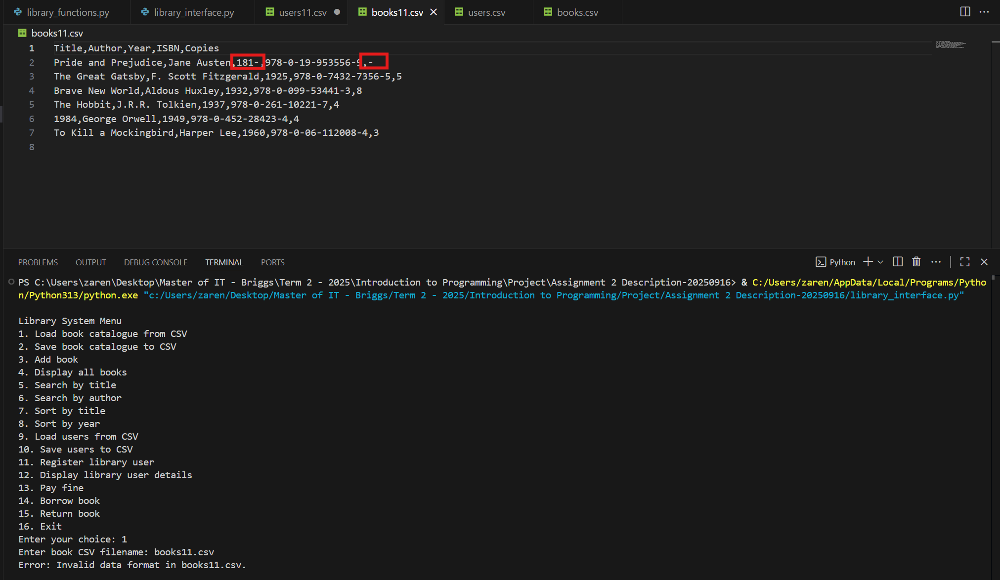 library_functions.py library_interface.py users11.csv books11.csv users.csv books.csv
books11.csv
1 Title,Author,Year,ISBN,Copies
2 Pride and Prejudice,Jane Austen,181-,978-0-19-953556-9,-
3 The Great Gatsby,F. Scott Fitzgerald,1925,978-0-7432-7356-5,5
4 Brave New World,Aldous Huxley,1932,978-0-099-53441-3,8
5 The Hobbit,J.R.R. Tolkien,1937,978-0-261-10221-7,4
6 1984,George Orwell,1949,978-0-452-28423-4,4
7 To Kill a Mockingbird,Harper Lee,1960,978-0-06-112008-4,3
8
PROBLEMS OUTPUT DEBUG CONSOLE TERMINAL PORTS Python
PS C:\Users\zaren\Desktop\Master of IT - Briggs\Term 2 - 2025\Introduction to Programming\Project\Assignment 2 Description-20250916> & C:/Users/zaren/AppData/Local/Programs/Pytho
n/Python313/python.exe "c:/Users/zaren/Desktop/Master of IT - Briggs/Term 2 - 2025/Introduction to Programming/Project/Assignment 2 Description-20250916/library_interface.py"
Library System Menu
1. Load book catalogue from CSV
2. Save book catalogue to CSV
3. Add book
4. Display all books
5. Search by title
6. Search by author
7. Sort by title
8. Sort by year
9. Load users from CSV
10. Save users to CSV
11. Register library user
12. Display library user details
13. Pay fine
14. Borrow book
15. Return book
16. Exit
Enter your choice: 1
Enter book CSV filename: books11.csv
Error: Invalid data format in books11.csv.